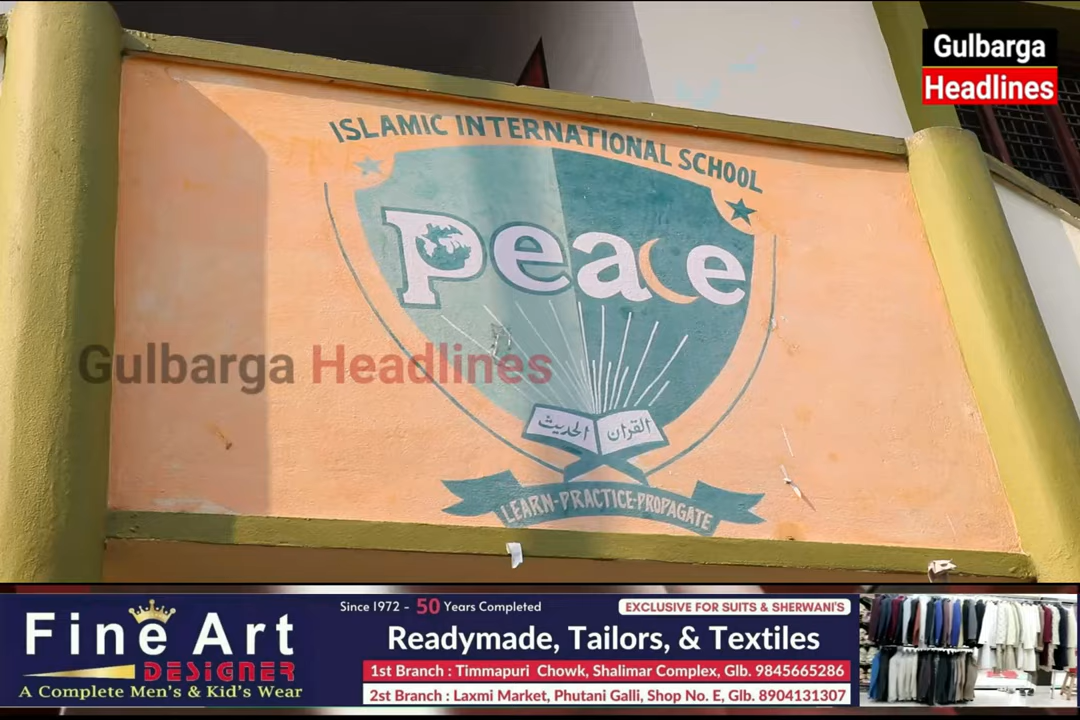 Gulbarga
Headlines
ISLAMIC INTERNATIONAL SCHOOL
Peace
Gulbarga Headlines
القرآن
الحديث
LEARN-PRACTICE-PROPAGATE
Fine Art
DESIGNER
A Complete Men's & Kid's Wear
Since 1972 - 50 Years Completed
EXCLUSIVE FOR SUITS & SHERWANI'S
Readymade, Tailors, & Textiles
1st Branch : Timmapuri Chowk, Shalimar Complex, Glb. 9845665286
2st Branch : Laxmi Market, Phutani Galli, Shop No. E, Glb. 8904131307